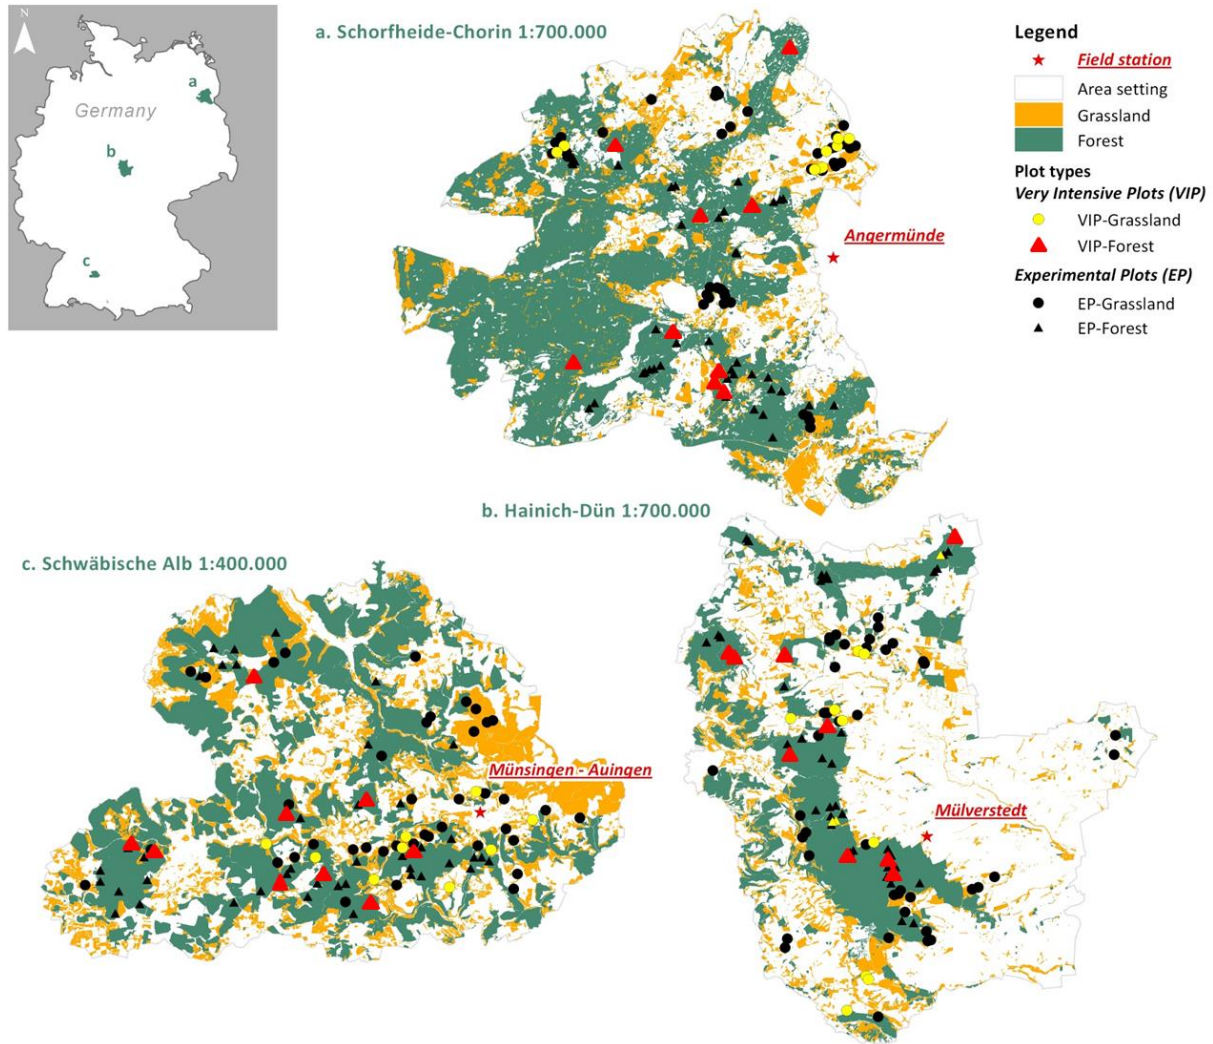 N
Germany
a
b
c
a. Schorfheide-Chorin 1:700.000
Angermünde
Legend
Field station
Area setting
Grassland
Forest
Plot types
Very Intensive Plots (VIP)
VIP-Grassland
VIP-Forest
Experimental Plots (EP)
EP-Grassland
EP-Forest
b. Hainich-Dün 1:700.000
Mülverstedt
c. Schwäbische Alb 1:400.000
Münsingen - Auingen